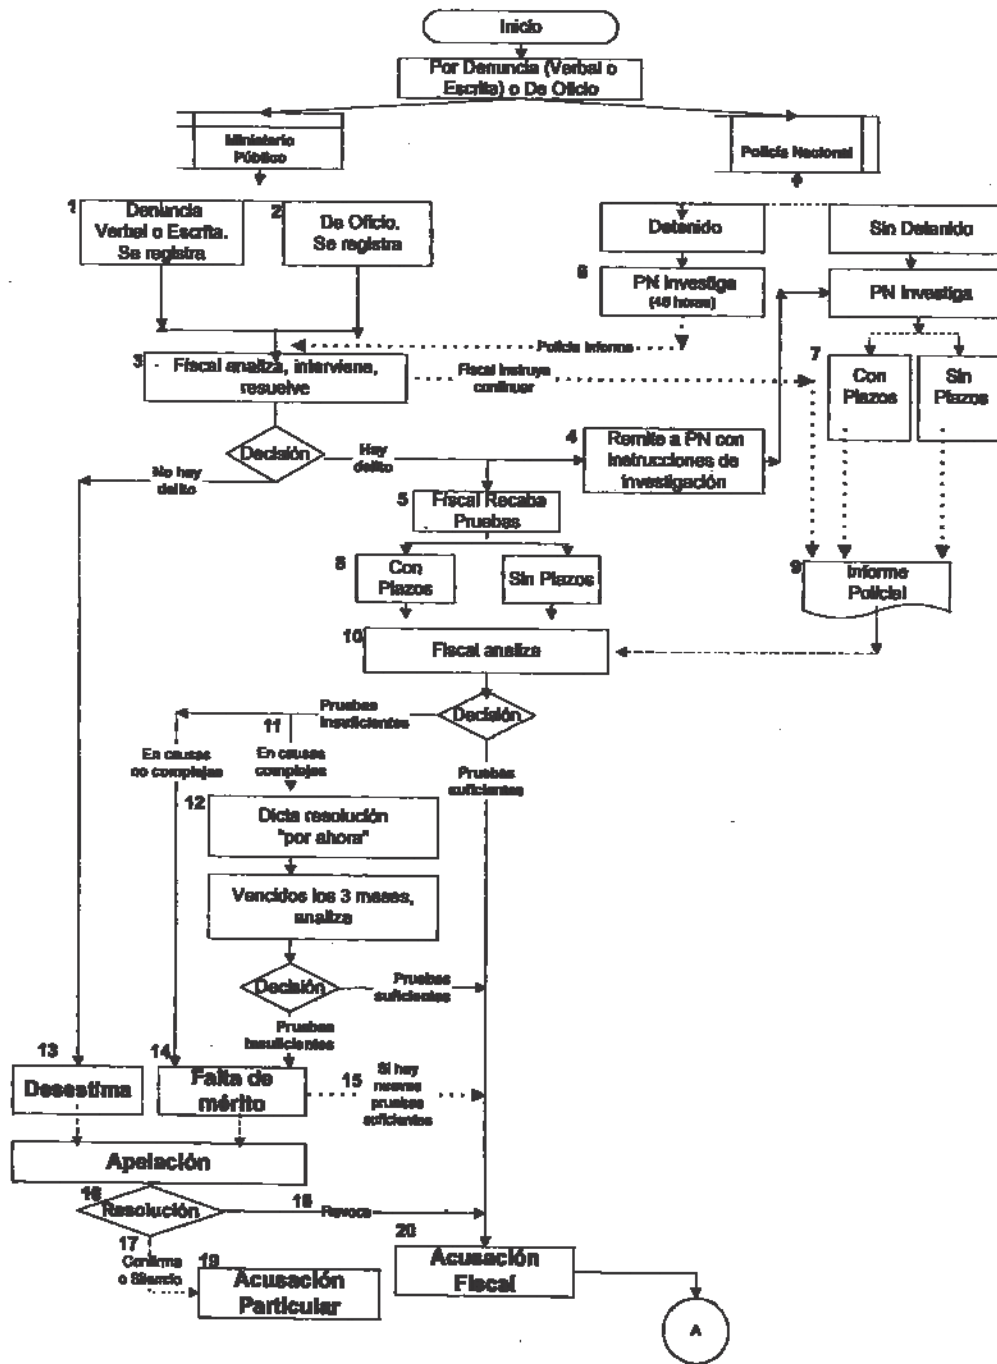 Inicio
Por Denuncia (Verbal o
Escrita) o De Oficio
Ministerio
Público
Policía Nacional
1
Denuncia
Verbal o Escrita.
Se registra
2
De Oficio.
Se registra
Detenido
Sin Detenido
6
PN Investiga
(48 horas)
PN Investiga
Policía Informa
3
Fiscal analiza, interviene,
resuelve
Fiscal instruye
continuar
7
Con
Plazos
Sin
Plazos
Decisión
Hay
delito
No hay
delito
4
Remite a PN con
instrucciones de
investigación
5
Fiscal Recaba
Pruebas
8
Con
Plazos
Sin Plazos
9
Informe
Policial
10
Fiscal analiza
Decisión
Pruebas
insuficientes
11
En causas
no complejas
En causas
complejas
Pruebas
suficientes
12
Dicta resolución
"por ahora"
Vencidos los 3 meses,
analiza
Decisión
Pruebas
suficientes
Pruebas
Insuficientes
13
Desestima
14
Falta de
mérito
15
Si hay
nuevas
pruebas
suficientes
Apelación
16
Resolución
18
Revoca
17
Confirma
o Silencio
19
Acusación
Particular
20
Acusación
Fiscal
A